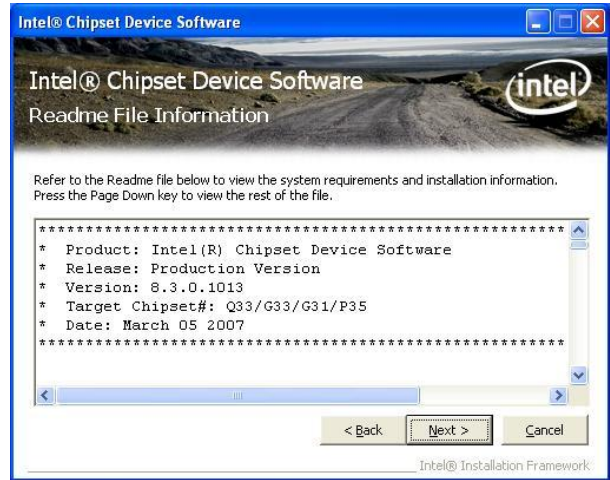 Intel® Chipset Device Software
Intel® Chipset Device Software
Readme File Information
intel
Refer to the Readme file below to view the system requirements and installation information.
Press the Page Down key to view the rest of the file.
**********************************************************
*  Product: Intel(R) Chipset Device Software
*  Release: Production Version
*  Version: 8.3.0.1013
*  Target Chipset#: Q33/G33/G31/P35
*  Date: March 05 2007
**********************************************************
< Back
Next >
Cancel
Intel® Installation Framework